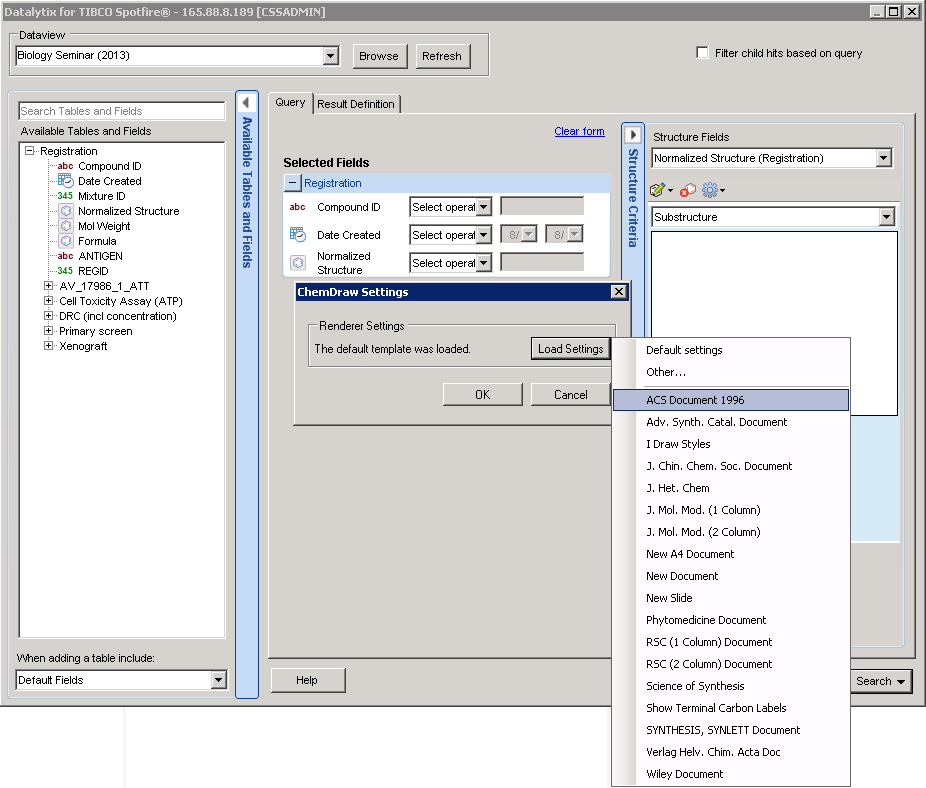 Datalytix for TIBCO Spotfire® - 165.88.8.189 [CSSADMIN]
Dataview
Biology Seminar (2013)
Browse
Refresh
Filter child hits based on query
Search Tables and Fields
Available Tables and Fields
Registration
abc Compound ID
Date Created
345 Mixture ID
Normalized Structure
Mol Weight
Formula
abc ANTIGEN
345 REGID
AV_17986_1_ATT
Cell Toxicity Assay (ATP)
DRC (incl concentration)
Primary screen
Xenograft
When adding a table include:
Default Fields
Available Tables and Fields
Query
Result Definition
Clear form
Selected Fields
Registration
abc Compound ID Select operat
Date Created Select operat 8/ 8/
Normalized
Structure
Select operat
Structure Criteria
Structure Fields
Normalized Structure (Registration)
Substructure
ChemDraw Settings
Renderer Settings
The default template was loaded.
Load Settings
OK
Cancel
Default settings
Other...
ACS Document 1996
Adv. Synth. Catal. Document
I Draw Styles
J. Chin. Chem. Soc. Document
J. Het. Chem
J. Mol. Mod. (1 Column)
J. Mol. Mod. (2 Column)
New A4 Document
New Document
New Slide
Phytomedicine Document
RSC (1 Column) Document
RSC (2 Column) Document
Science of Synthesis
Show Terminal Carbon Labels
SYNTHESIS, SYNLETT Document
Verlag Helv. Chim. Acta Doc
Wiley Document
Help
Search